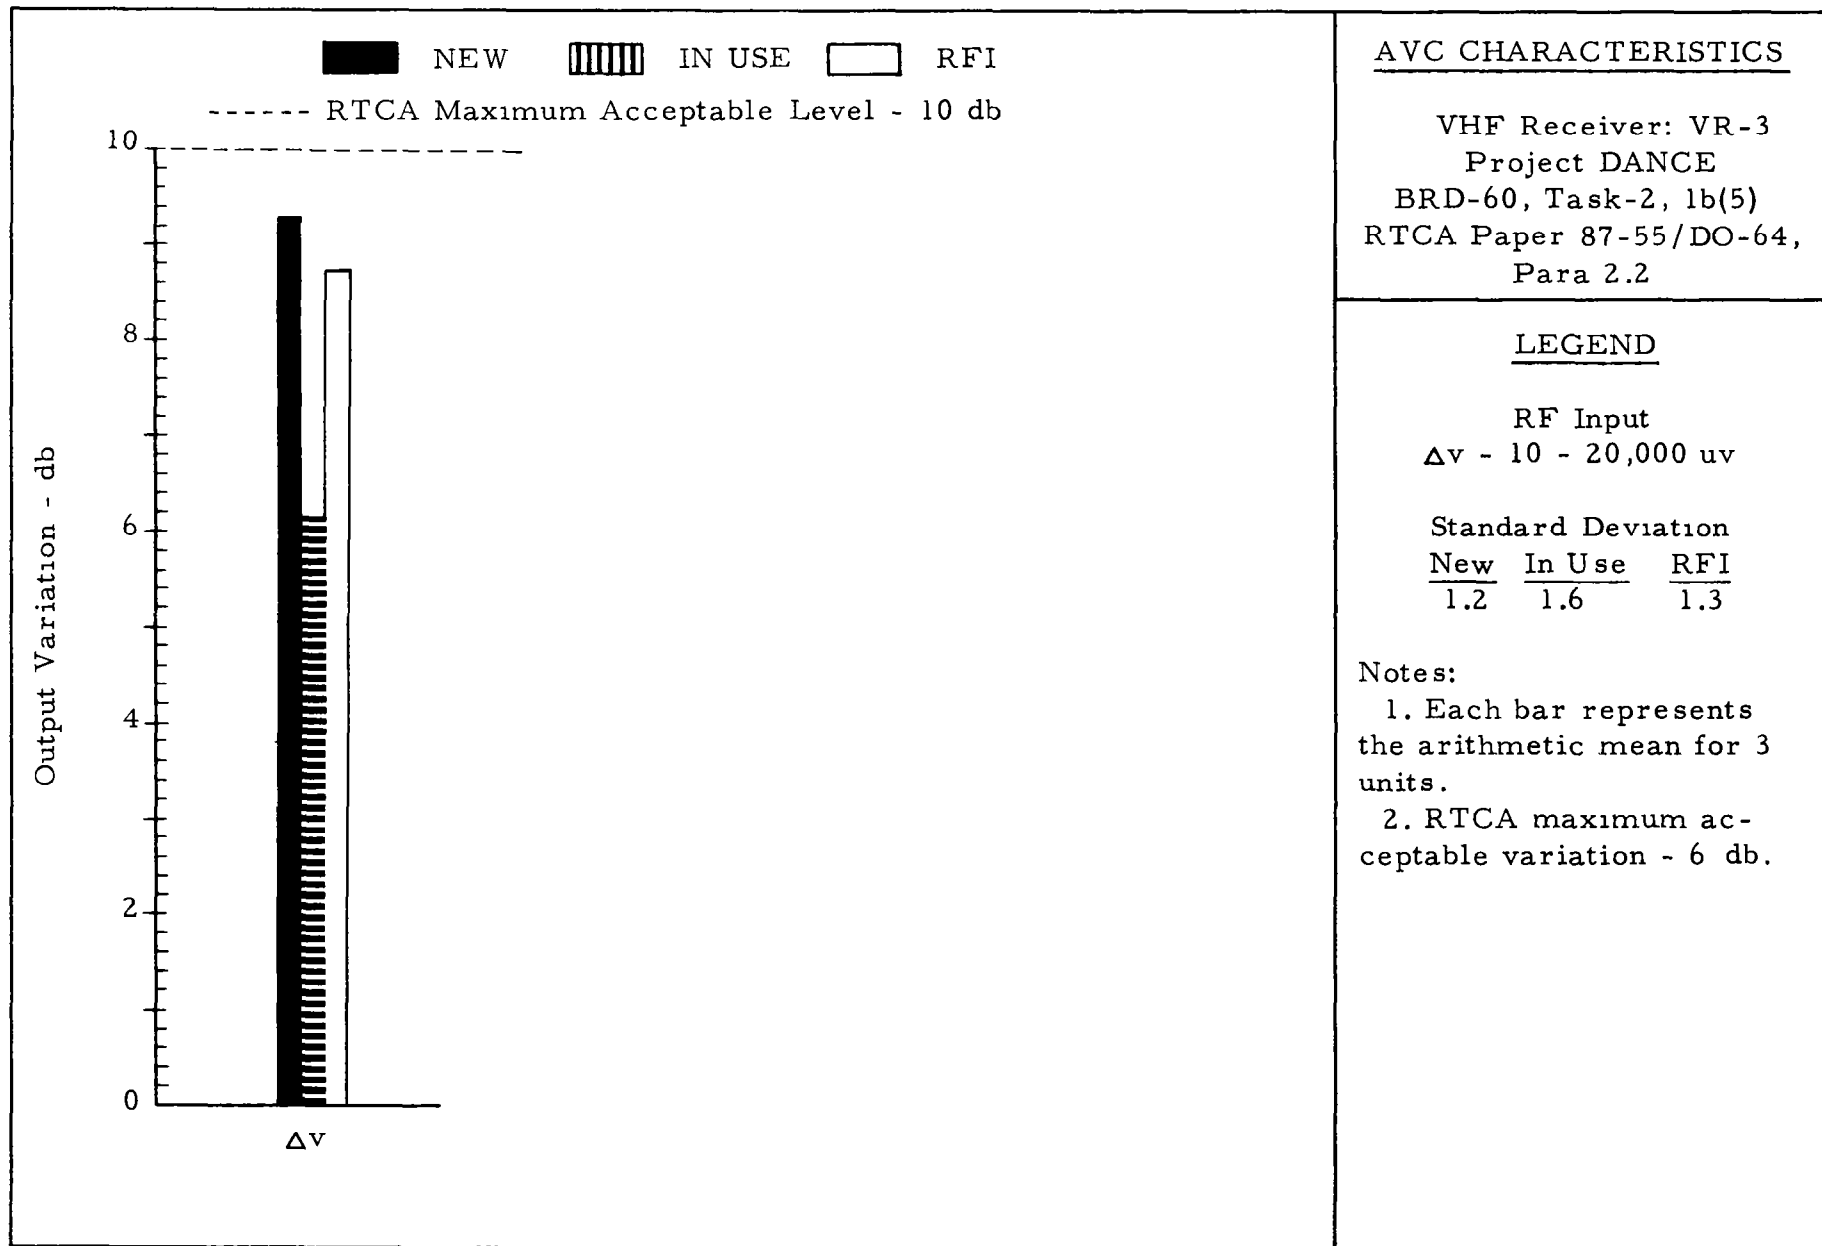 NEW IN USE RFI
------ RTCA Maximum Acceptable Level - 10 db
10
8
6
4
2
0
Output Variation - db
Δv
AVC CHARACTERISTICS
VHF Receiver: VR-3
Project DANCE
BRD-60, Task-2, 1b(5)
RTCA Paper 87-55/DO-64,
Para 2.2
LEGEND
RF Input
Δv - 10 - 20,000 uv
Standard Deviation
New In Use RFI
1.2 1.6 1.3
Notes:
1. Each bar represents
the arithmetic mean for 3
units.
2. RTCA maximum ac-
ceptable variation - 6 db.